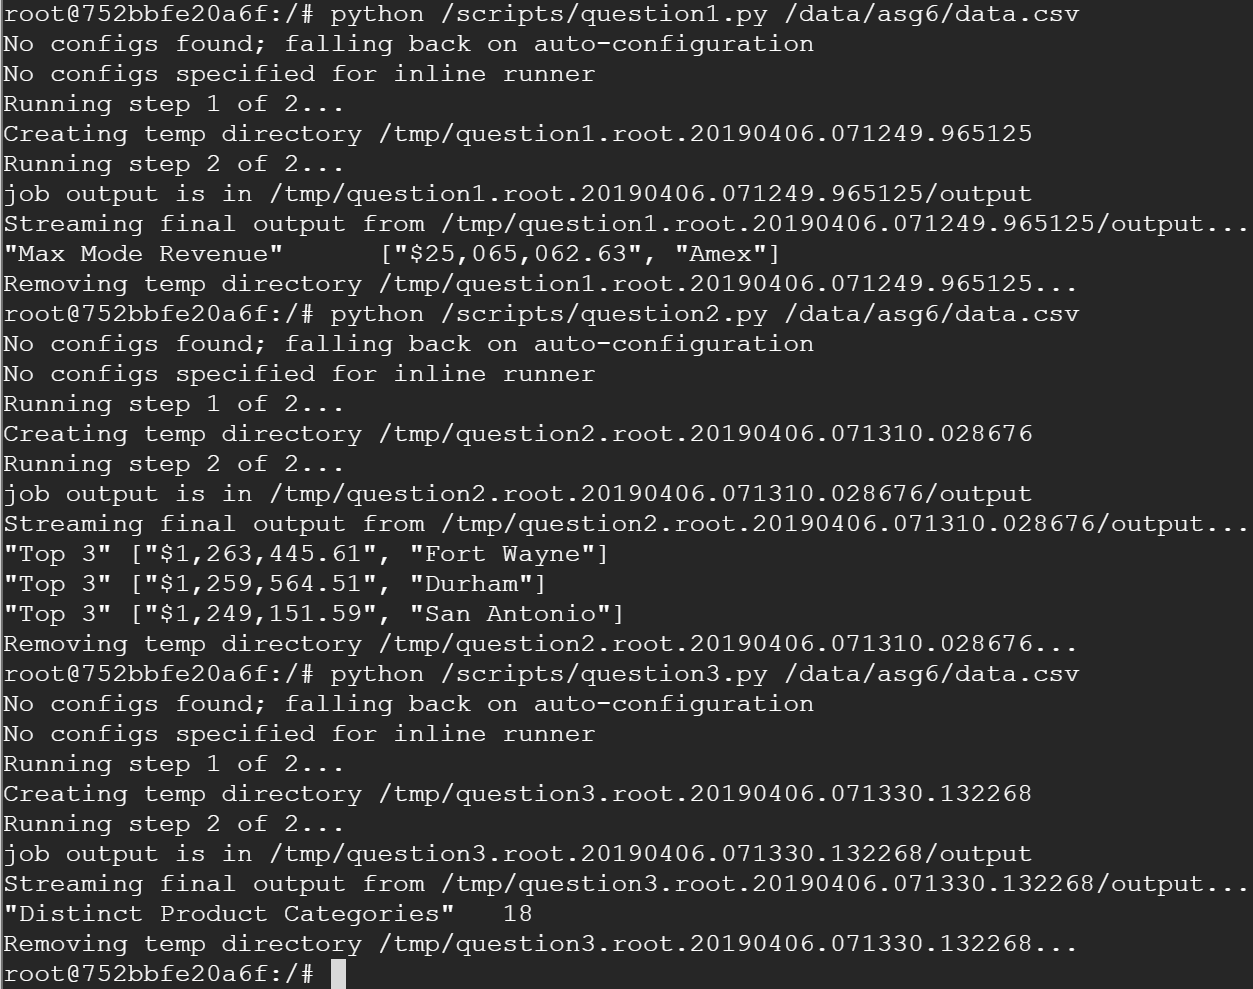 root@752bbfe20a6f:/# python /scripts/question1.py /data/asg6/data.csv
No configs found; falling back on auto-configuration
No configs specified for inline runner
Running step 1 of 2...
Creating temp directory /tmp/question1.root.20190406.071249.965125
Running step 2 of 2...
job output is in /tmp/question1.root.20190406.071249.965125/output
Streaming final output from /tmp/question1.root.20190406.071249.965125/output...
"Max Mode Revenue"      ["$25,065,062.63", "Amex"]
Removing temp directory /tmp/question1.root.20190406.071249.965125...
root@752bbfe20a6f:/# python /scripts/question2.py /data/asg6/data.csv
No configs found; falling back on auto-configuration
No configs specified for inline runner
Running step 1 of 2...
Creating temp directory /tmp/question2.root.20190406.071310.028676
Running step 2 of 2...
job output is in /tmp/question2.root.20190406.071310.028676/output
Streaming final output from /tmp/question2.root.20190406.071310.028676/output...
"Top 3" ["$1,263,445.61", "Fort Wayne"]
"Top 3" ["$1,259,564.51", "Durham"]
"Top 3" ["$1,249,151.59", "San Antonio"]
Removing temp directory /tmp/question2.root.20190406.071310.028676...
root@752bbfe20a6f:/# python /scripts/question3.py /data/asg6/data.csv
No configs found; falling back on auto-configuration
No configs specified for inline runner
Running step 1 of 2...
Creating temp directory /tmp/question3.root.20190406.071330.132268
Running step 2 of 2...
job output is in /tmp/question3.root.20190406.071330.132268/output
Streaming final output from /tmp/question3.root.20190406.071330.132268/output...
"Distinct Product Categories"   18
Removing temp directory /tmp/question3.root.20190406.071330.132268...
root@752bbfe20a6f:/#